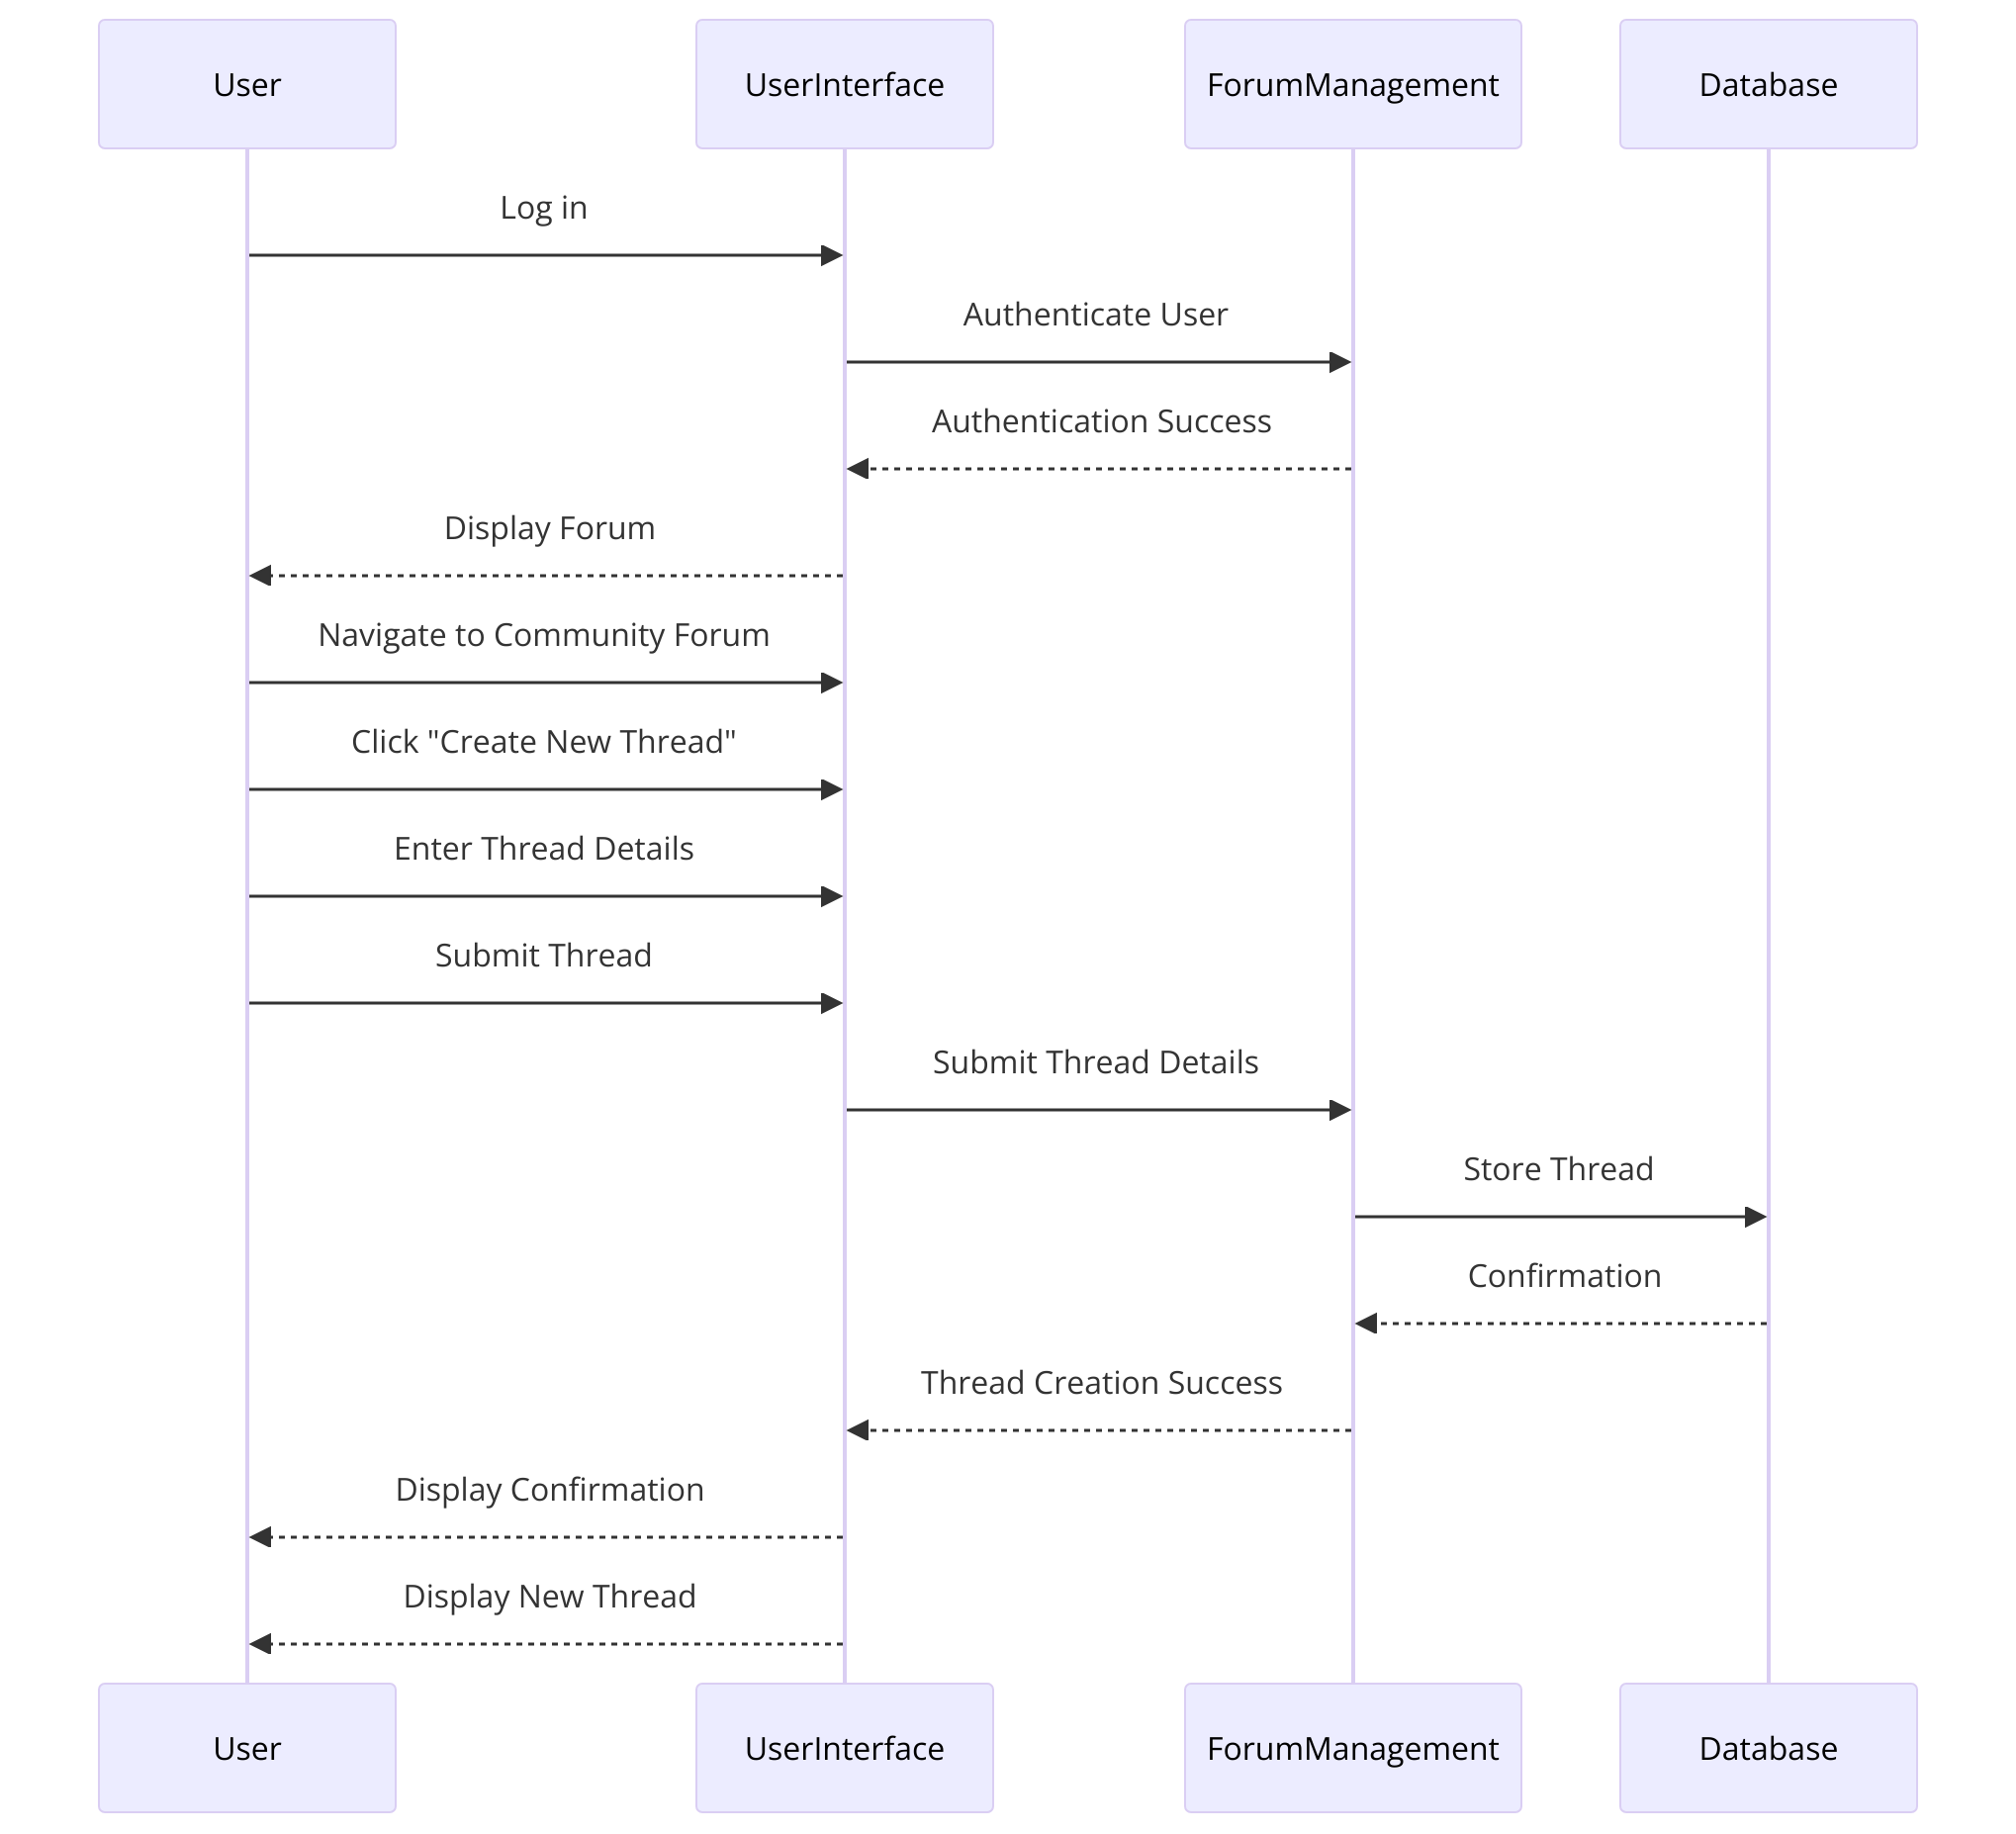 User
UserInterface
ForumManagement
Database
Log in
Authenticate User
Authentication Success
Display Forum
Navigate to Community Forum
Click "Create New Thread"
Enter Thread Details
Submit Thread
Submit Thread Details
Store Thread
Confirmation
Thread Creation Success
Display Confirmation
Display New Thread
User
UserInterface
ForumManagement
Database